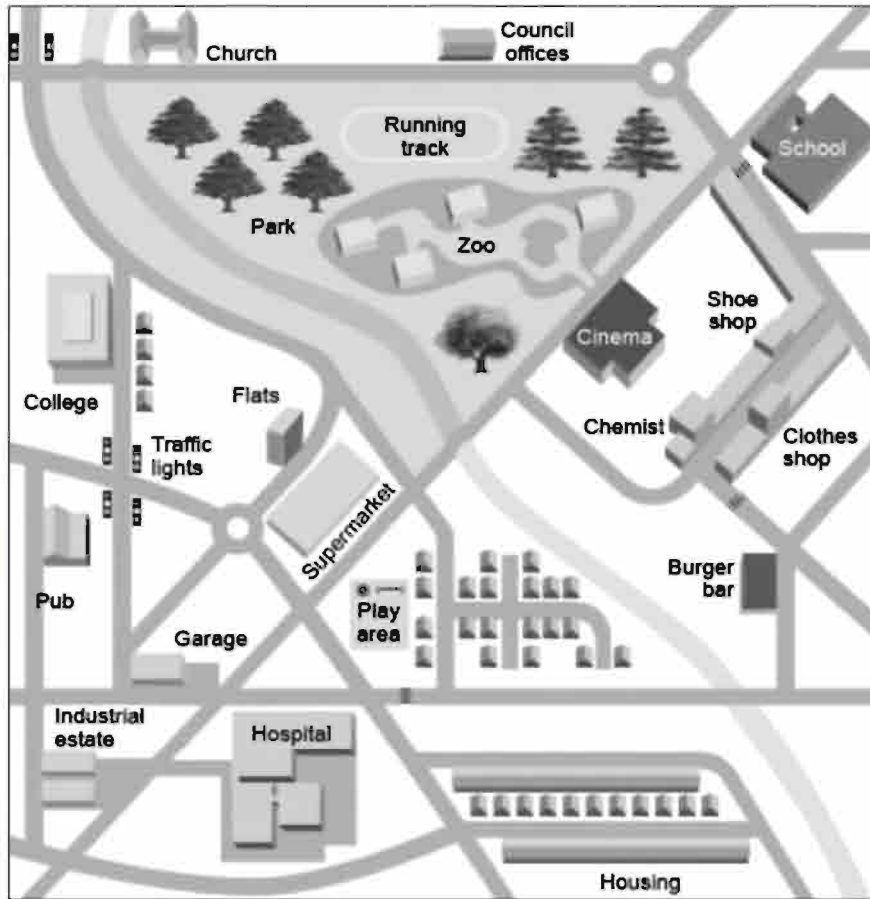 Church
Council
offices
Running
track
School
Park
Zoo
Shoe
shop
Cinema
College
Flats
Traffic
lights
Chemist
Clothes
shop
Supermarket
Pub
Play
area
Burger
bar
Garage
Industrial
estate
Hospital
Housing